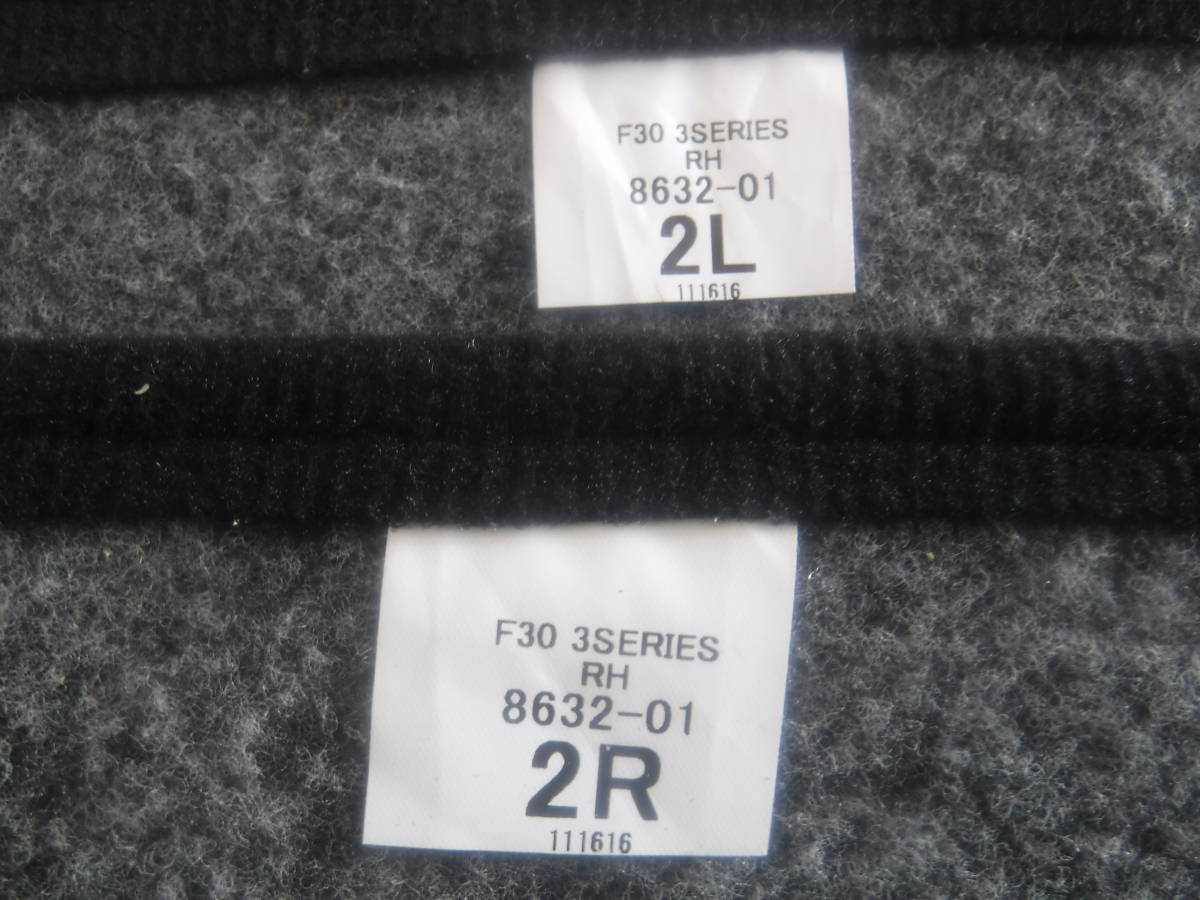 F30 3SERIES
RH
8632-01
2L
111616
F30 3SERIES
RH
8632-01
2R
111616